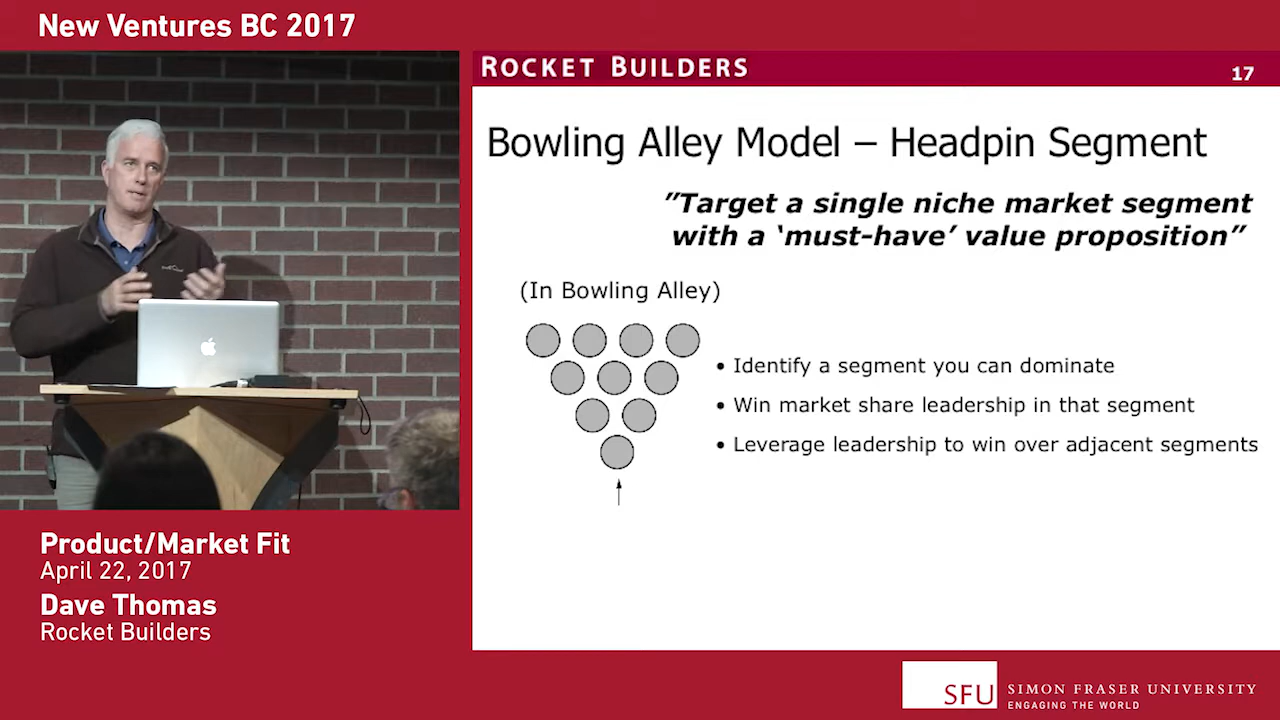 New Ventures BC 2017
ROCKET BUILDERS
17
Bowling Alley Model – Headpin Segment
”Target a single niche market segment
with a ‘must-have’ value proposition”
(In Bowling Alley)
• Identify a segment you can dominate
• Win market share leadership in that segment
• Leverage leadership to win over adjacent segments
Product/Market Fit
April 22, 2017
Dave Thomas
Rocket Builders
SFU
SIMON FRASER UNIVERSITY
ENGAGING THE WORLD